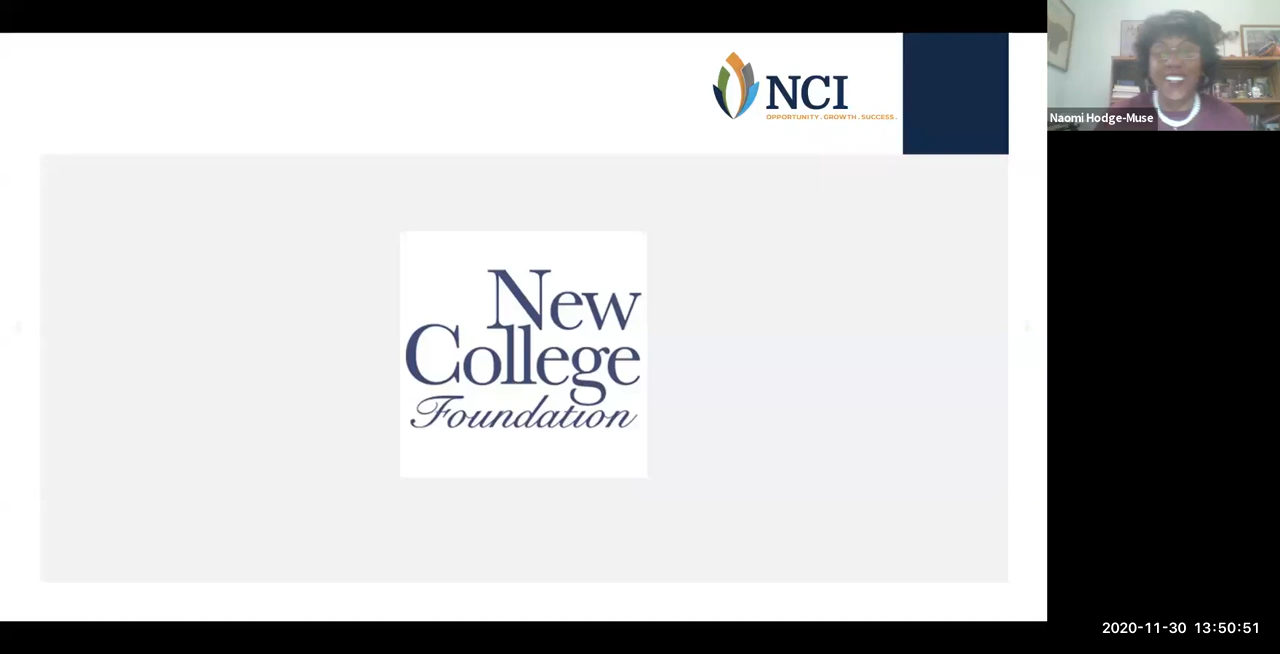 NCI
OPPORTUNITY. GROWTH. SUCCESS.
Naomi Hodge-Muse
New
College
Foundation
2020-11-30 13:50:51